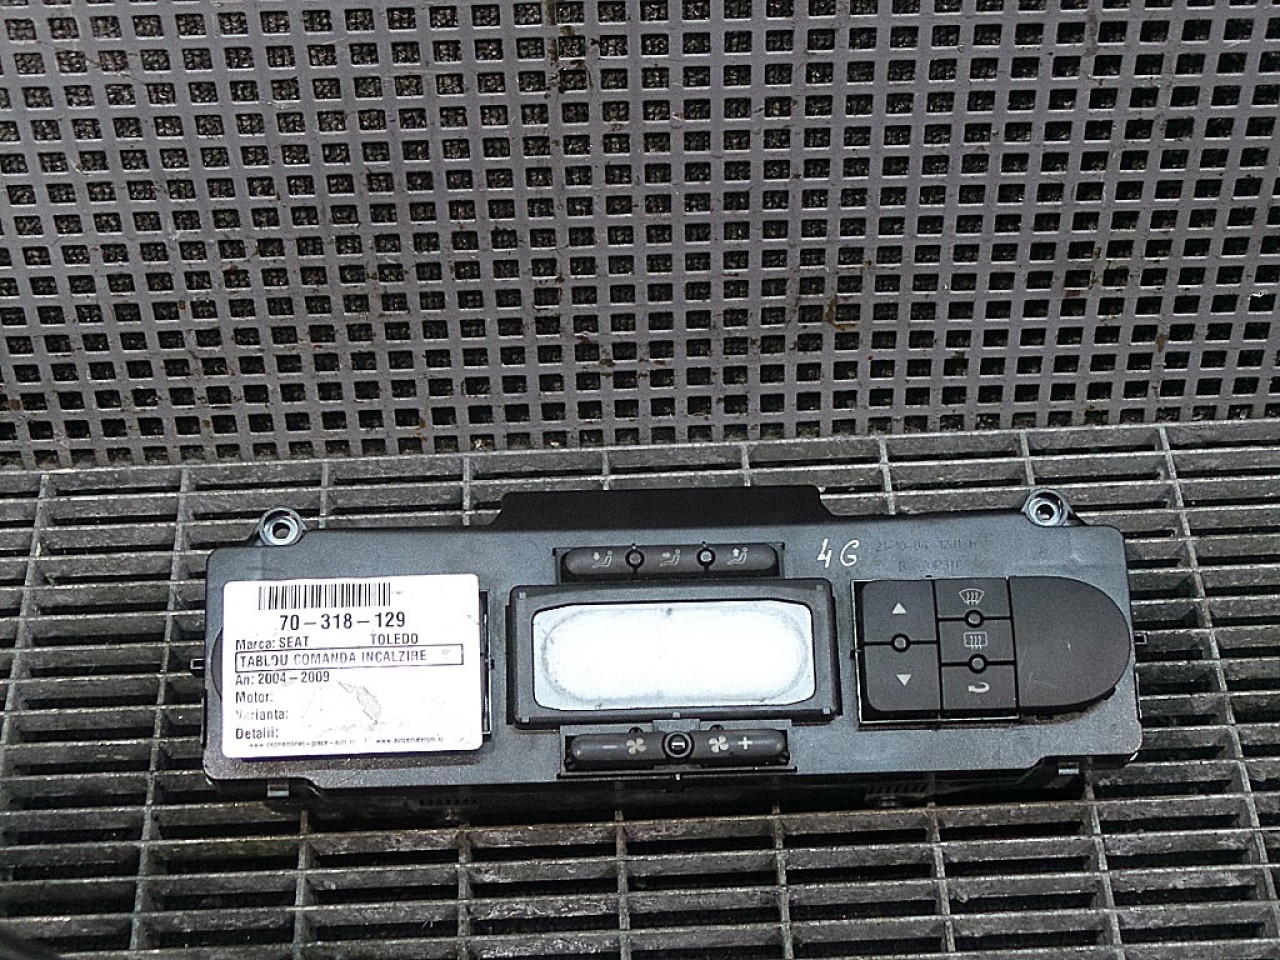 70-318-129
Marca: SEAT TOLEDO
TABLOU COMANDA INCALZIRE
An: 2004-2009
Motor:
Varianta:
Detalii:
4G
+